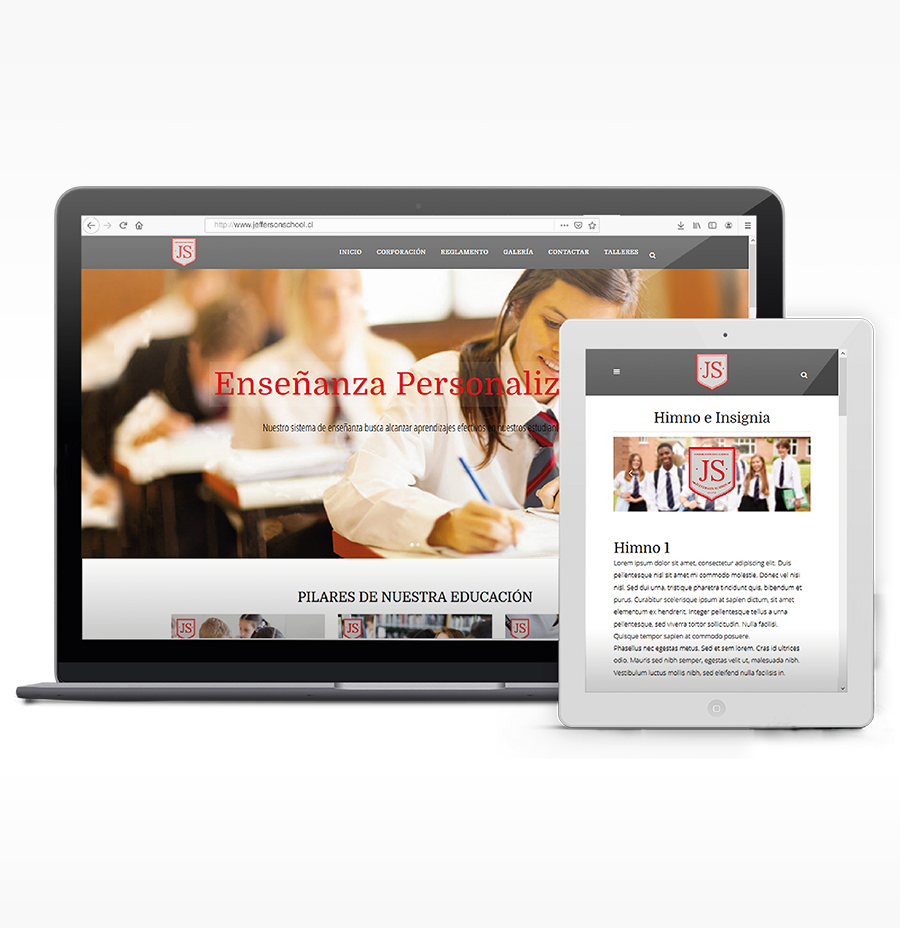 http://www.jeffersonschool.cl
JS
INICIO CORPORACIÓN REGLAMENTO GALERÍA CONTACTAR TALLERES
Enseñanza Personaliz
Nuestro sistema de enseñanza busca alcanzar aprendizajes efectivos en nuestros estudian
PILARES DE NUESTRA EDUCACIÓN
JS JS JS
JS
Himno e Insignia
JS
Himno 1
Lorem ipsum dolor sit amet, consectetur adipiscing elit. Duis
pellentesque nisl sit amet mi commodo molestie. Donec vel nisi
nisl. Sed dui urna, tristique pharetra tincidunt quis, bibendum et
purus. Curabitur scelerisque ipsum at sapien dictum, sit amet
elementum ex hendrerit. Integer pellentesque tellus a urna
pellentesque, sed viverra tortor sollicitudin. Nulla facilisi.
Quisque tempor sapien at commodo posuere.
Phasellus nec egestas metus. Sed et sem lorem. Cras id ultrices
odio. Mauris sed nibh semper, egestas velit ut, malesuada nibh.
Vestibulum luctus mollis nibh, sed eleifend nulla facilisis in.